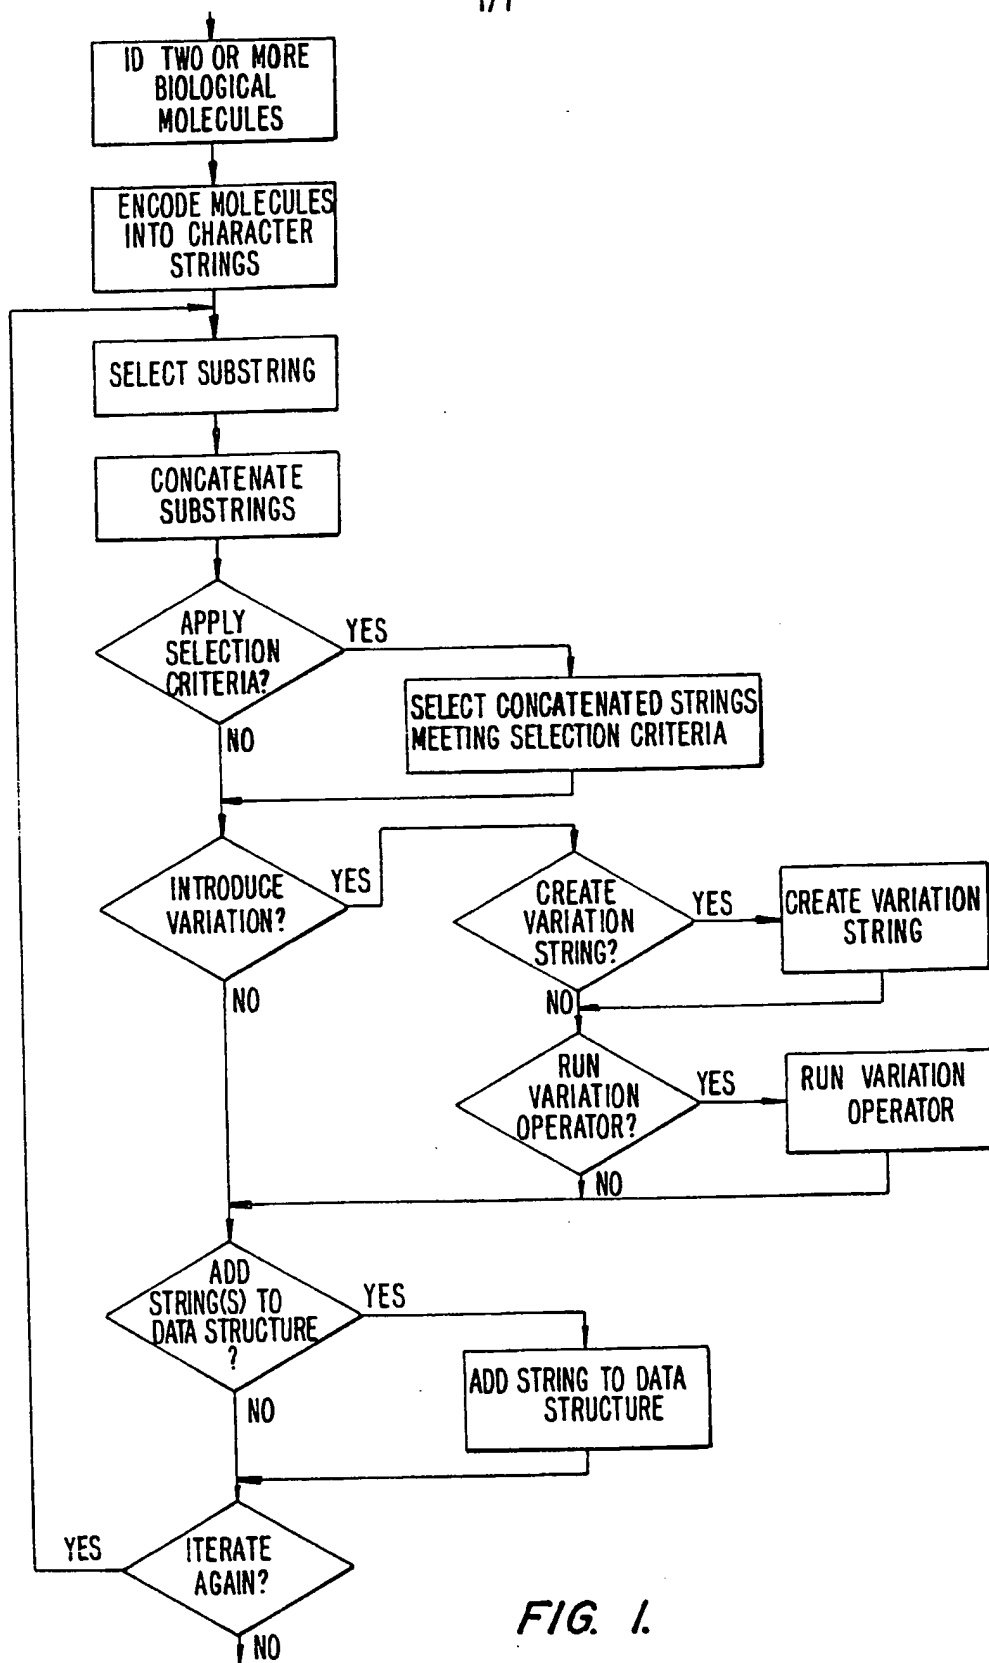 ID TWO OR MORE
BIOLOGICAL
MOLECULES
ENCODE MOLECULES
INTO CHARACTER
STRINGS
SELECT SUBSTRING
CONCATENATE
SUBSTRINGS
APPLY
SELECTION
CRITERIA?
YES
NO
SELECT CONCATENATED STRINGS
MEETING SELECTION CRITERIA
INTRODUCE
VARIATION?
YES
NO
CREATE
VARIATION
STRING?
YES
NO
CREATE VARIATION
STRING
RUN
VARIATION
OPERATOR?
YES
NO
RUN VARIATION
OPERATOR
ADD
STRING(S) TO
DATA STRUCTURE
?
YES
NO
ADD STRING TO DATA
STRUCTURE
ITERATE
AGAIN?
YES
NO
FIG. 1.